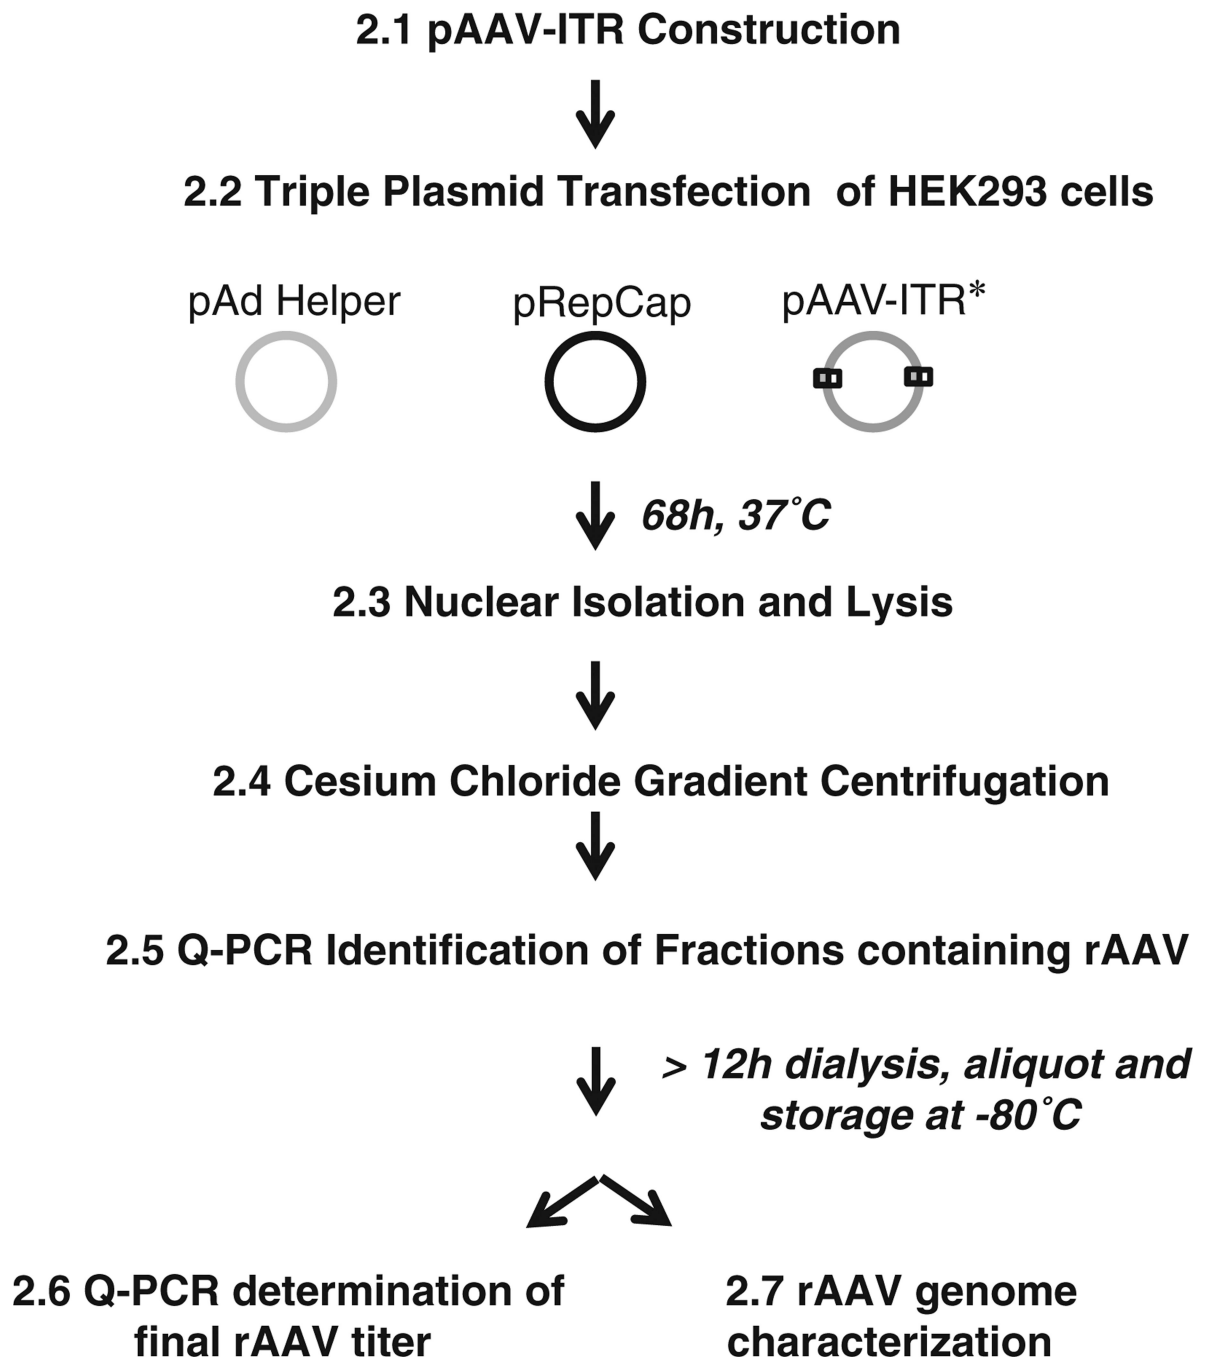 2.1 pAAV-ITR Construction
2.2 Triple Plasmid Transfection of HEK293 cells
pAd Helper pRepCap pAAV-ITR*
68h, 37˚C
2.3 Nuclear Isolation and Lysis
2.4 Cesium Chloride Gradient Centrifugation
2.5 Q-PCR Identification of Fractions containing rAAV
> 12h dialysis, aliquot and
storage at -80˚C
2.6 Q-PCR determination of
final rAAV titer
2.7 rAAV genome
characterization